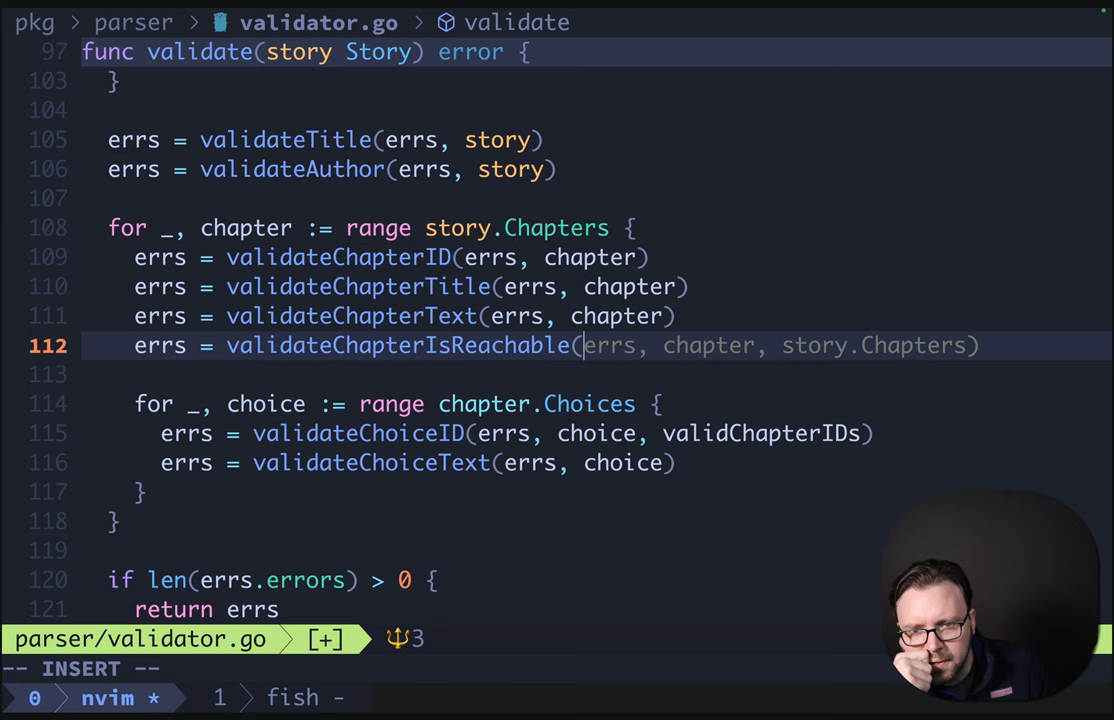 pkg > parser > validator.go > validate
97 func validate(story Story) error {
103 }
104
105 errs = validateTitle(errs, story)
106 errs = validateAuthor(errs, story)
107
108 for _, chapter := range story.Chapters {
109 errs = validateChapterID(errs, chapter)
110 errs = validateChapterTitle(errs, chapter)
111 errs = validateChapterText(errs, chapter)
112 errs = validateChapterIsReachable(errs, chapter, story.Chapters)
113
114 for _, choice := range chapter.Choices {
115 errs = validateChoiceID(errs, choice, validChapterIDs)
116 errs = validateChoiceText(errs, choice)
117 }
118 }
119
120 if len(errs.errors) > 0 {
121 return errs
parser/validator.go [+] 3
-- INSERT --
0 nvim * 1 fish -